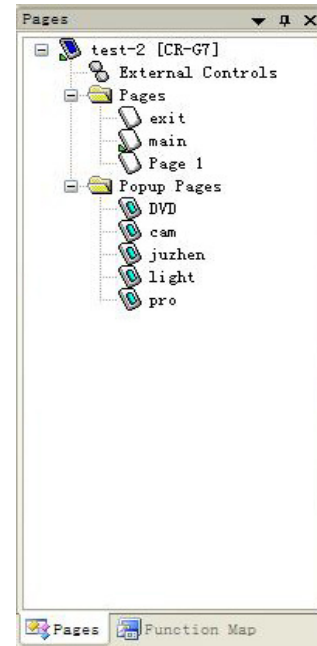 Pages
test-2 [CR-G7]
External Controls
Pages
exit
main
Page 1
Popup Pages
DVD
cam
juzhen
light
pro
Pages Function Map